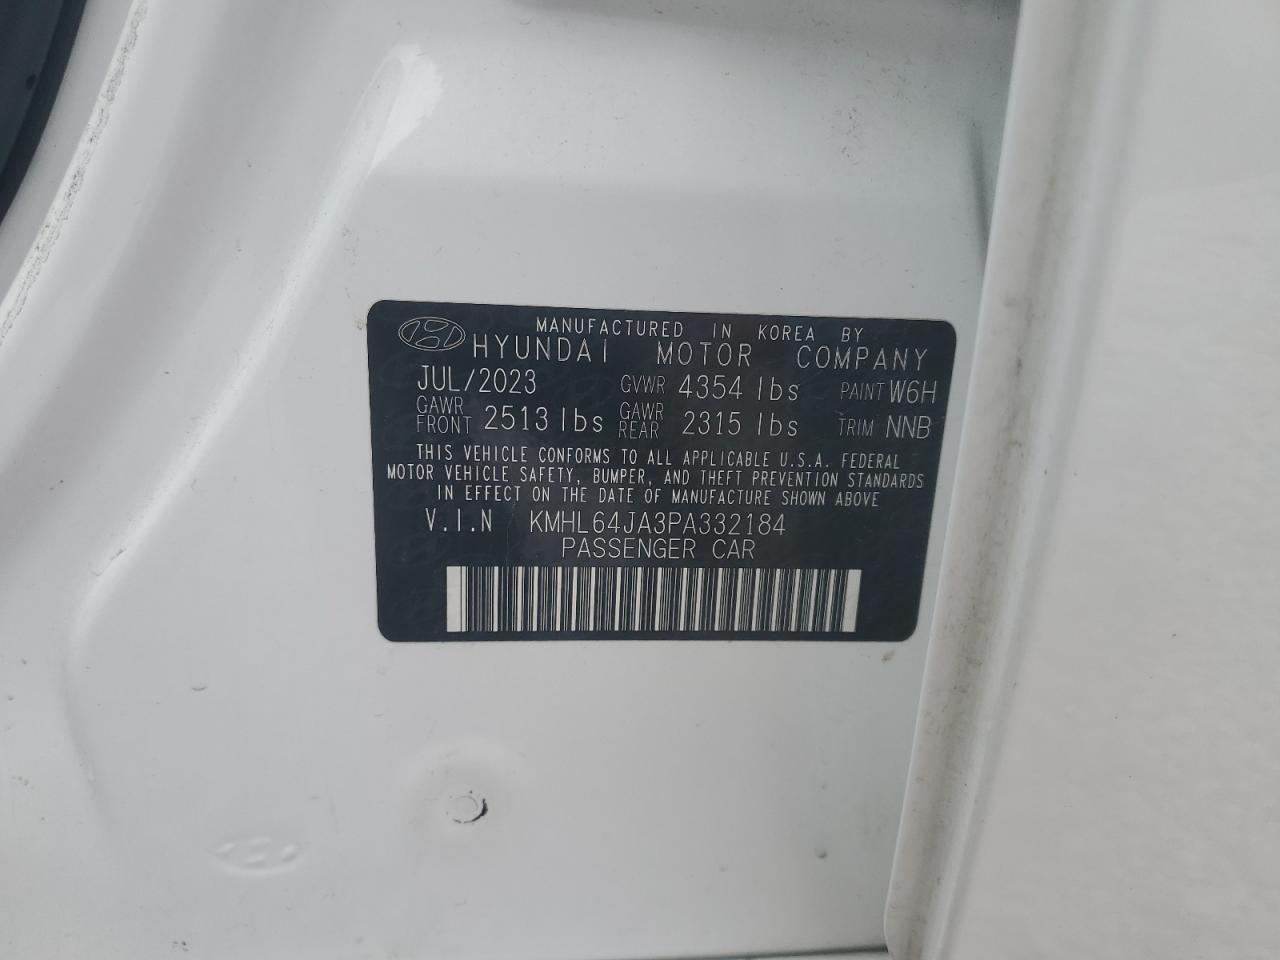 MANUFACTURED IN KOREA BY
HYUNDAI MOTOR COMPANY
JUL/2023 GVWR 4354 lbs PAINT W6H
GAWR FRONT 2513 lbs GAWR REAR 2315 lbs TRIM NNB
THIS VEHICLE CONFORMS TO ALL APPLICABLE U.S.A. FEDERAL
MOTOR VEHICLE SAFETY, BUMPER, AND THEFT PREVENTION STANDARDS
IN EFFECT ON THE DATE OF MANUFACTURE SHOWN ABOVE
V.I.N KMHL64JA3PA332184
PASSENGER CAR